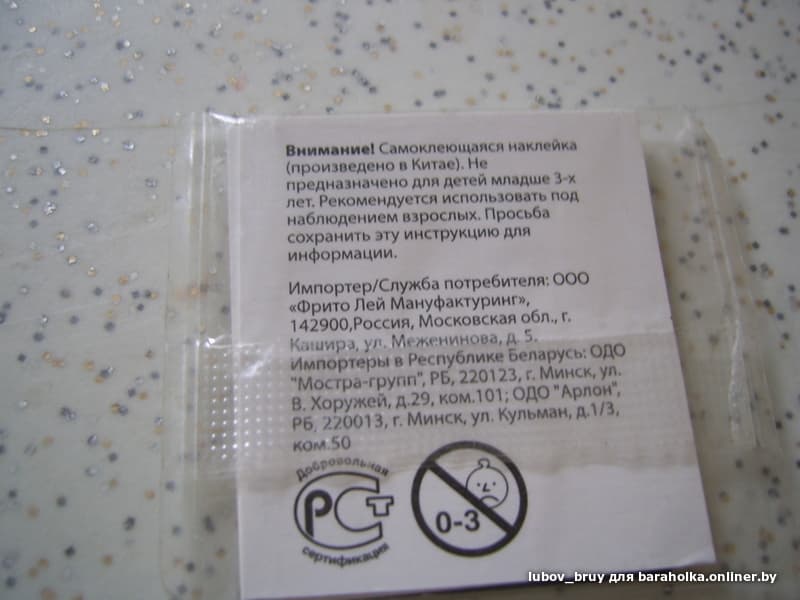 Внимание! Самоклеющаяся наклейка
(произведено в Китае). Не
предназначено для детей младше 3-х
лет. Рекомендуется использовать под
наблюдением взрослых. Просьба
сохранить эту инструкцию для
информации.
Импортер/Служба потребителя: ООО
«Фрито Лей Мануфактуринг»,
142900,Россия, Московская обл., г.
Кашира, ул. Меженинова, д. 5.
Импортеры в Республике Беларусь: ОДО
"Мостра-групп", РБ, 220123, г. Минск, ул.
В. Хоружей, д.29, ком.101; ОДО "Арлон",
РБ, 220013, г. Минск, ул. Кульман, д.1/3,
ком.50
Добровольная
РСТ
сертификация
0-3
lubov_bruy для baraholka.onliner.by